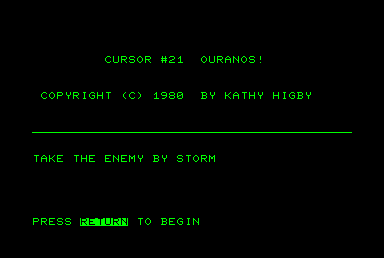 CURSOR #21 OURANOS!
COPYRIGHT (C) 1980 BY KATHY HIGBY
TAKE THE ENEMY BY STORM
PRESS RETURN TO BEGIN